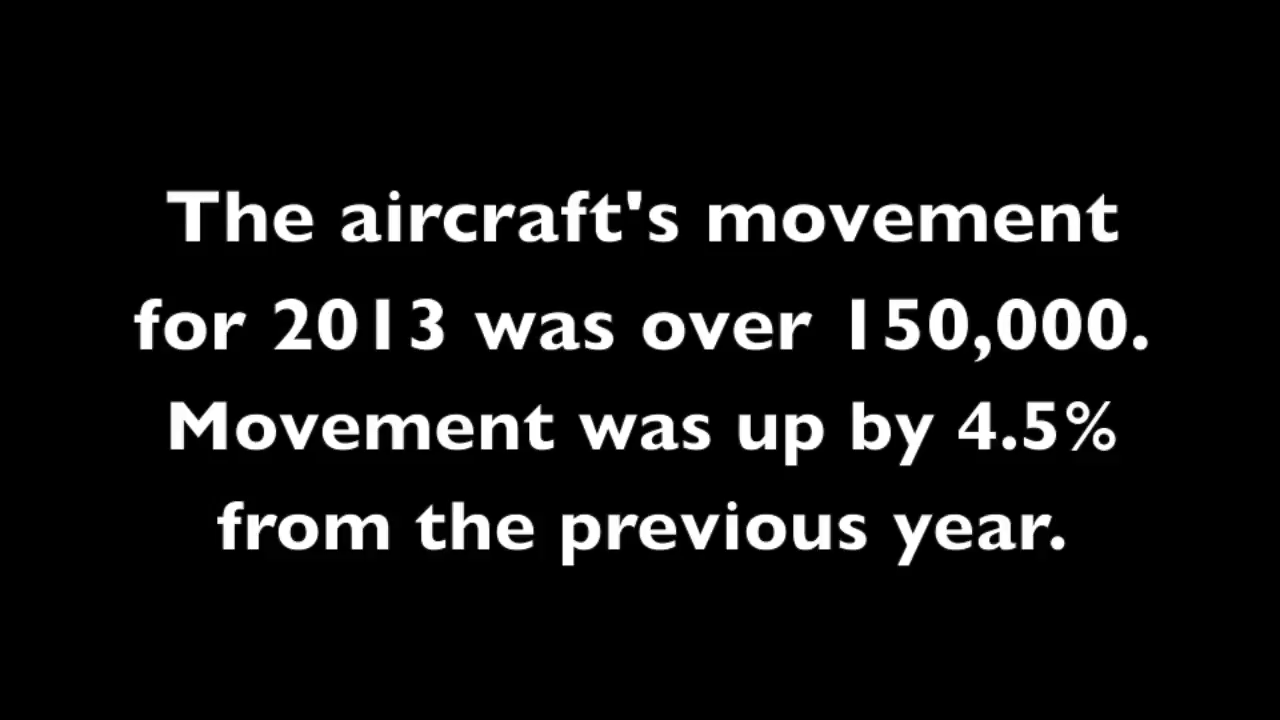 The aircraft's movement
for 2013 was over 150,000.
Movement was up by 4.5%
from the previous year.